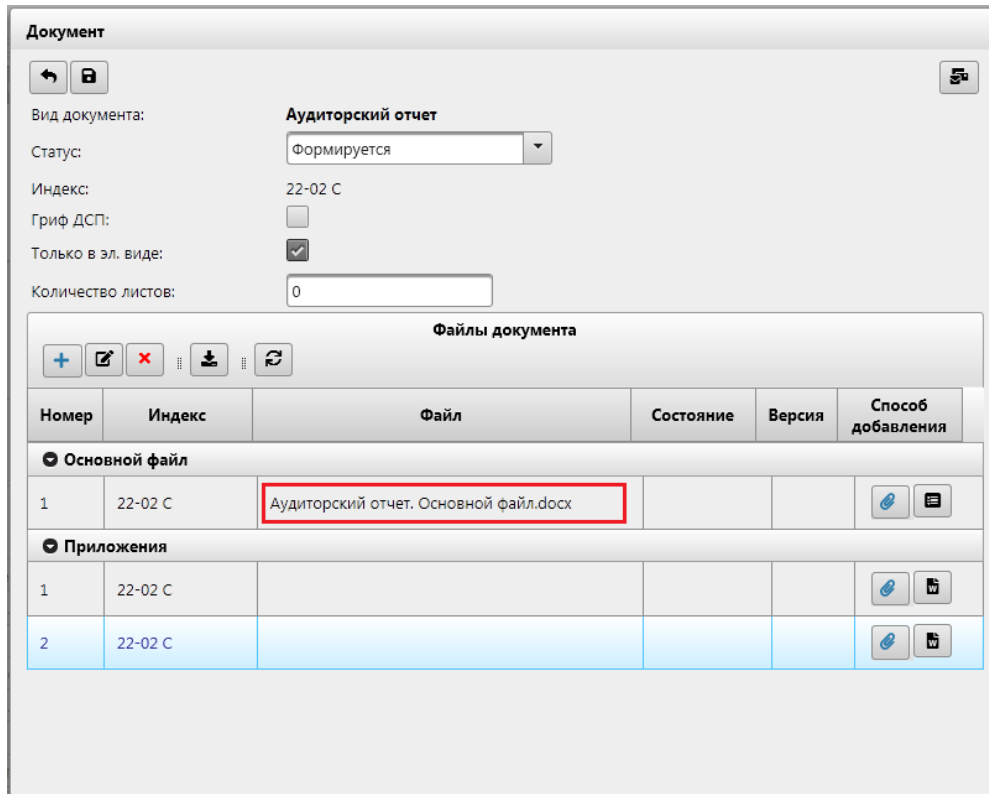 Документ
Вид документа: Аудиторский отчет
Статус: Формируется
Индекс: 22-02 С
Гриф ДСП:
Только в эл. виде:
Количество листов: 0
Файлы документа
Номер Индекс Файл Состояние Версия Способ добавления
Основной файл
1 22-02 С Аудиторский отчет. Основной файл.docx
Приложения
1 22-02 С
2 22-02 С